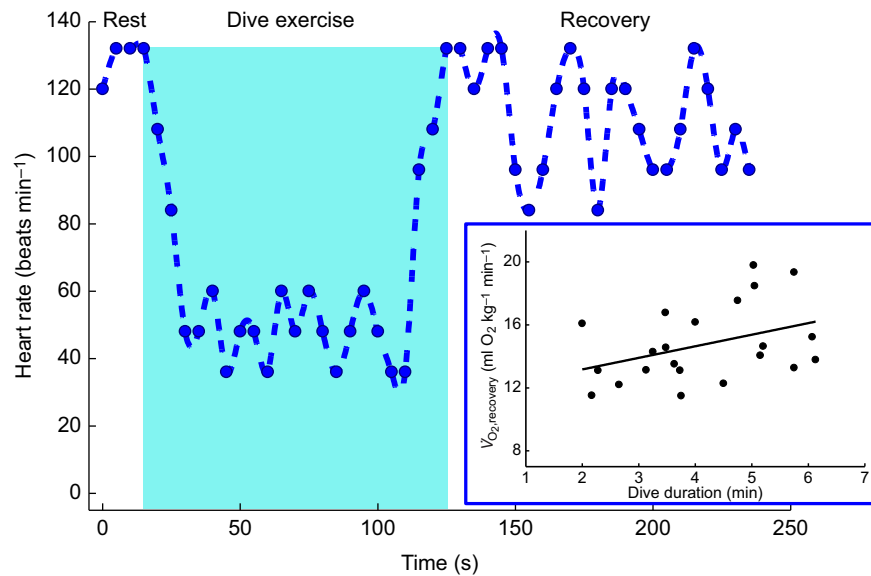 Rest Dive exercise Recovery
140
120
100
80
60
40
20
0
Heart rate (beats min–1)
0 50 100 150 200 250
Time (s)
20
16
12
8
V̇O2,recovery (ml O2 kg–1 min–1)
1 2 3 4 5 6 7
Dive duration (min)